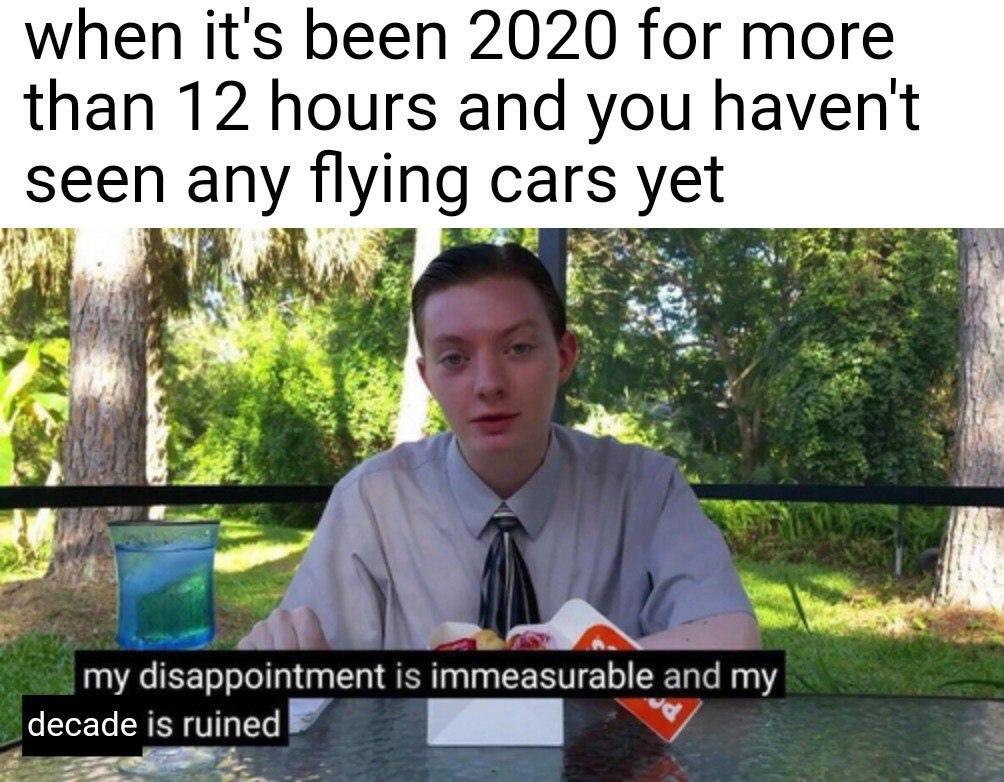 when it's been 2020 for more
than 12 hours and you haven't
seen any flying cars yet
my disappointment is immeasurable and my
decade is ruined